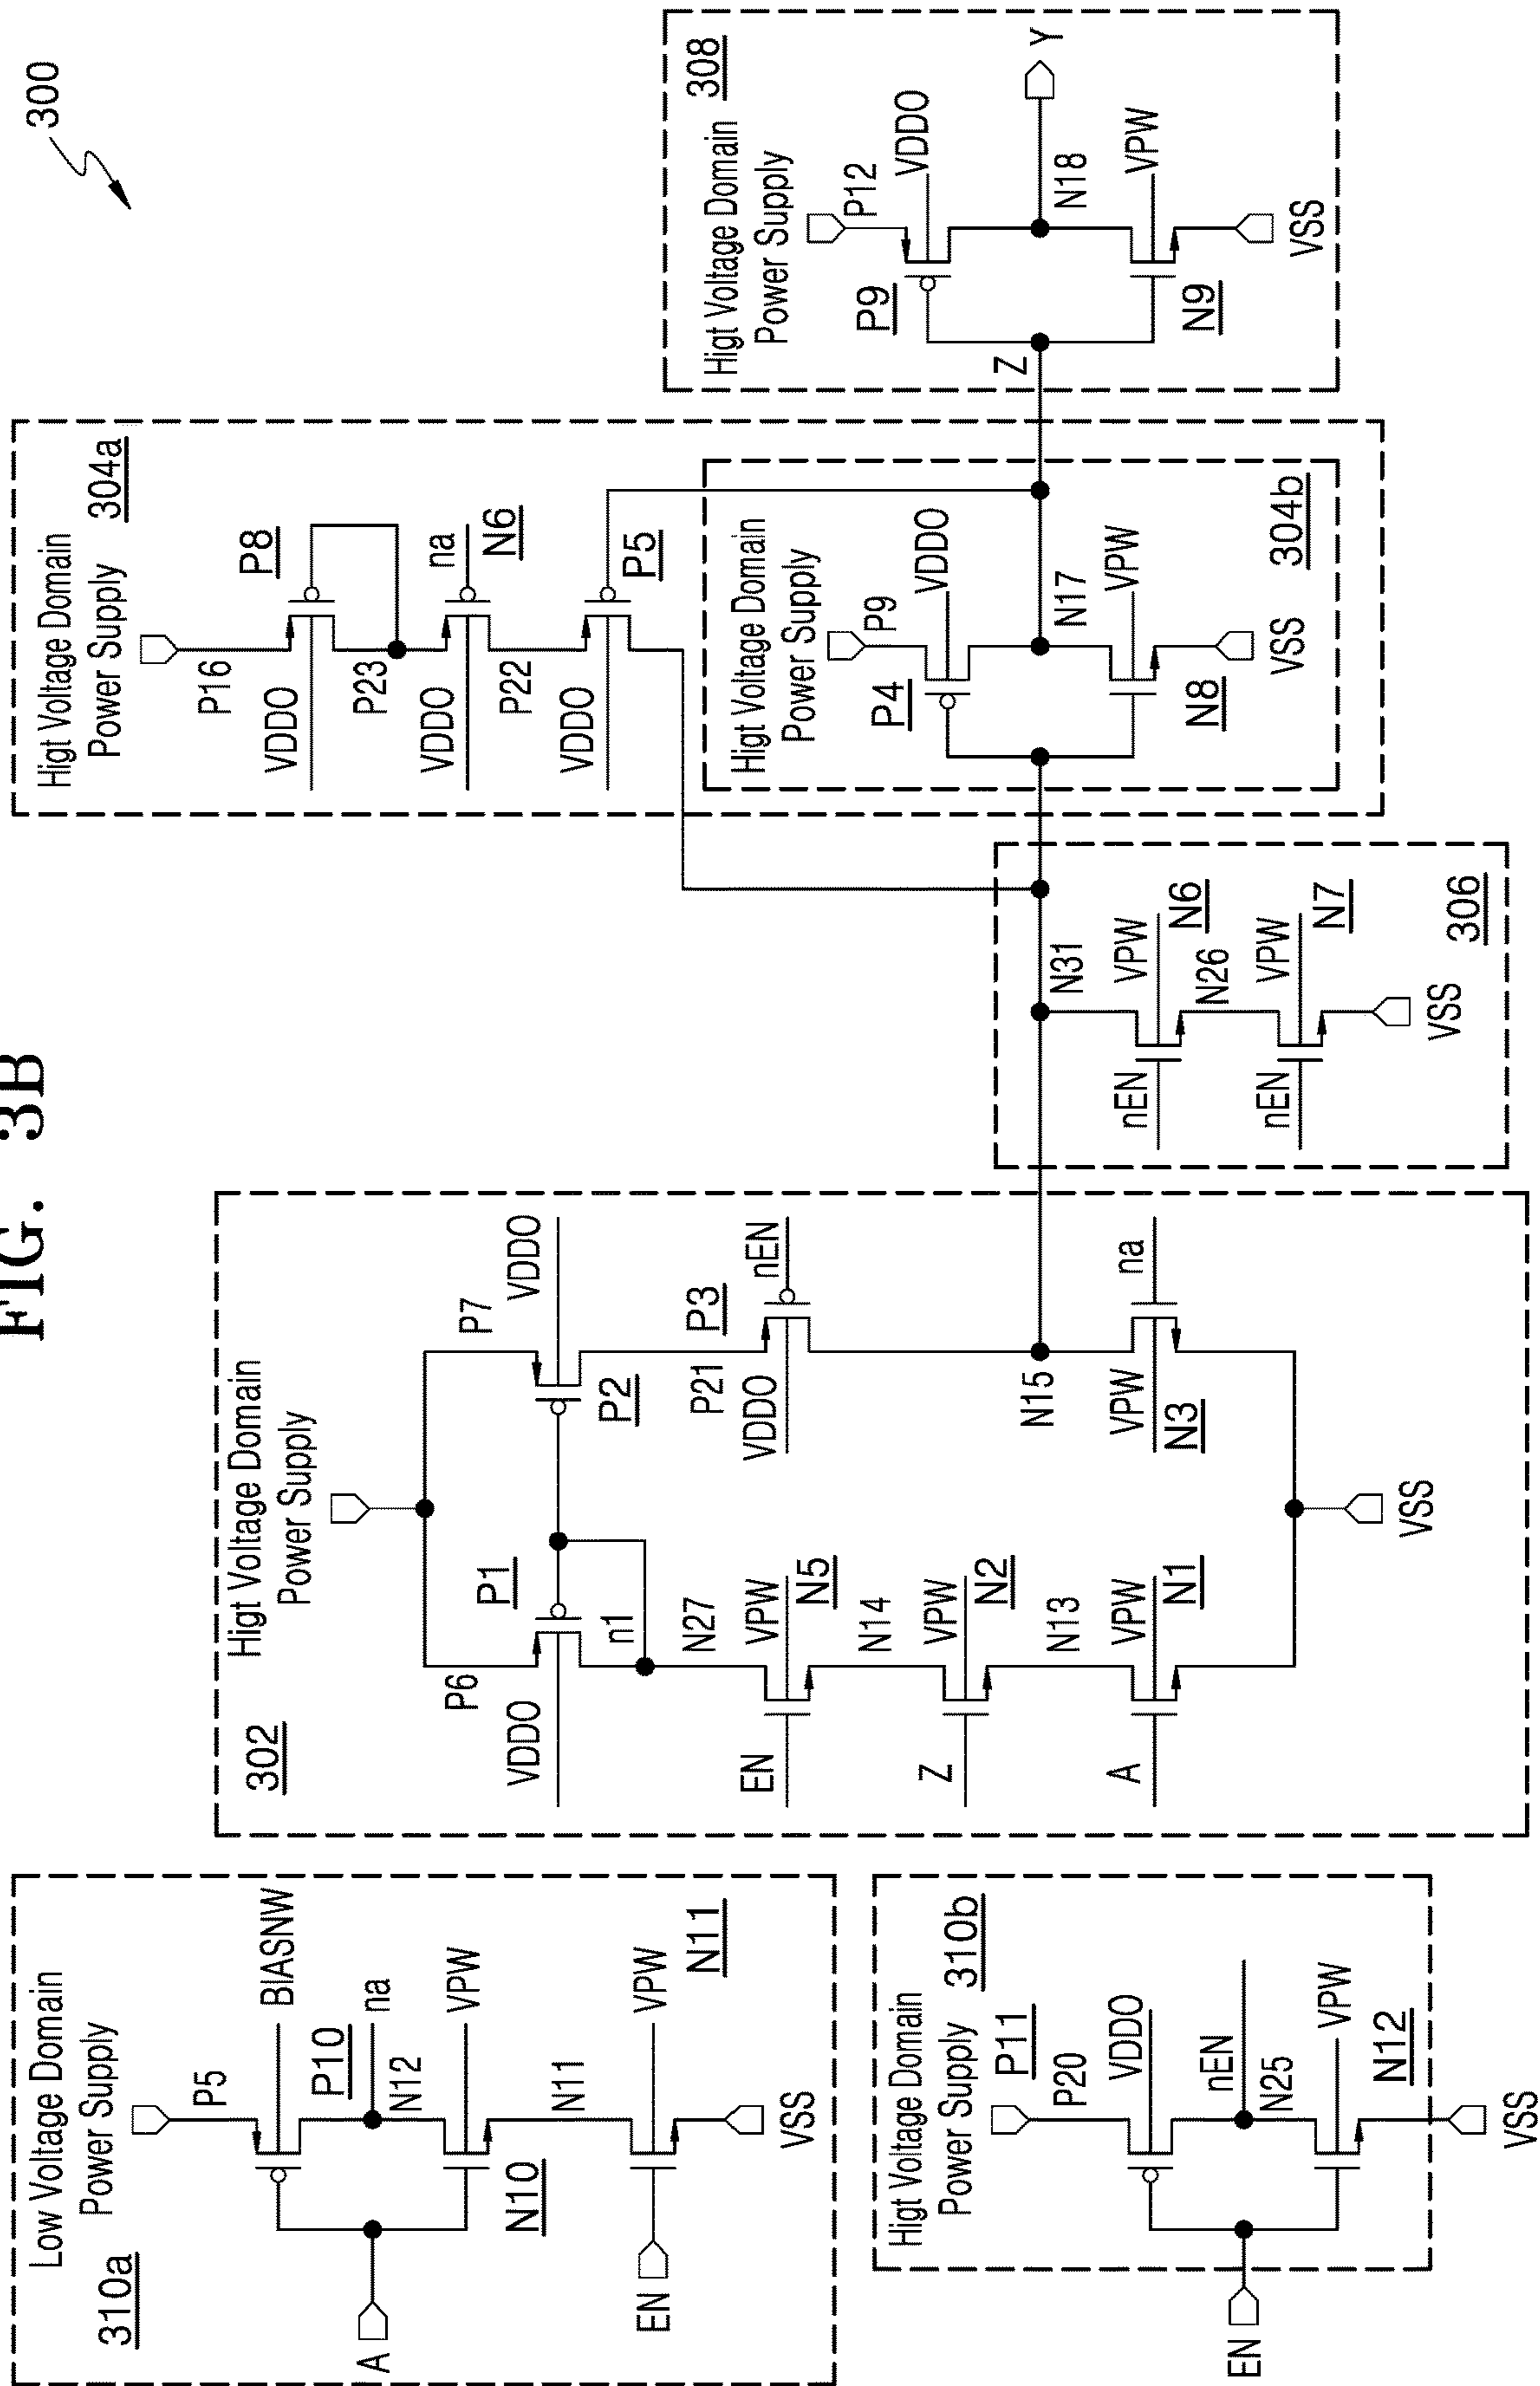 FIG. 3B
300
Low Voltage Domain
Power Supply
310a
P5
BIASNW
P10
na
N12
A
N10
VPW
N11
EN
VPW
N11
VSS
Higt Voltage Domain
Power Supply
310b
P11
P20
VDDO
nEN
N25
EN
VPW
N12
VSS
302
Higt Voltage Domain
Power Supply
P6
P7
VDDO
P1
VDDO
P2
n1
N27
P21
P3
nEN
VDDO
EN
VPW
N5
N14
Z
VPW
N2
N13
N15
A
VPW
N1
VPW
N3
na
VSS
N31
nEN
VPW
N6
N26
nEN
VPW
N7
VSS
306
Higt Voltage Domain
Power Supply
304a
P16
P8
VDDO
P23
na
N6
VDDO
P22
P5
VDDO
Higt Voltage Domain
Power Supply
P9
P4
VDDO
N17
VPW
N8
VSS
304b
Higt Voltage Domain
Power Supply
308
P12
P9
VDDO
Z
N18
Y
VPW
N9
VSS